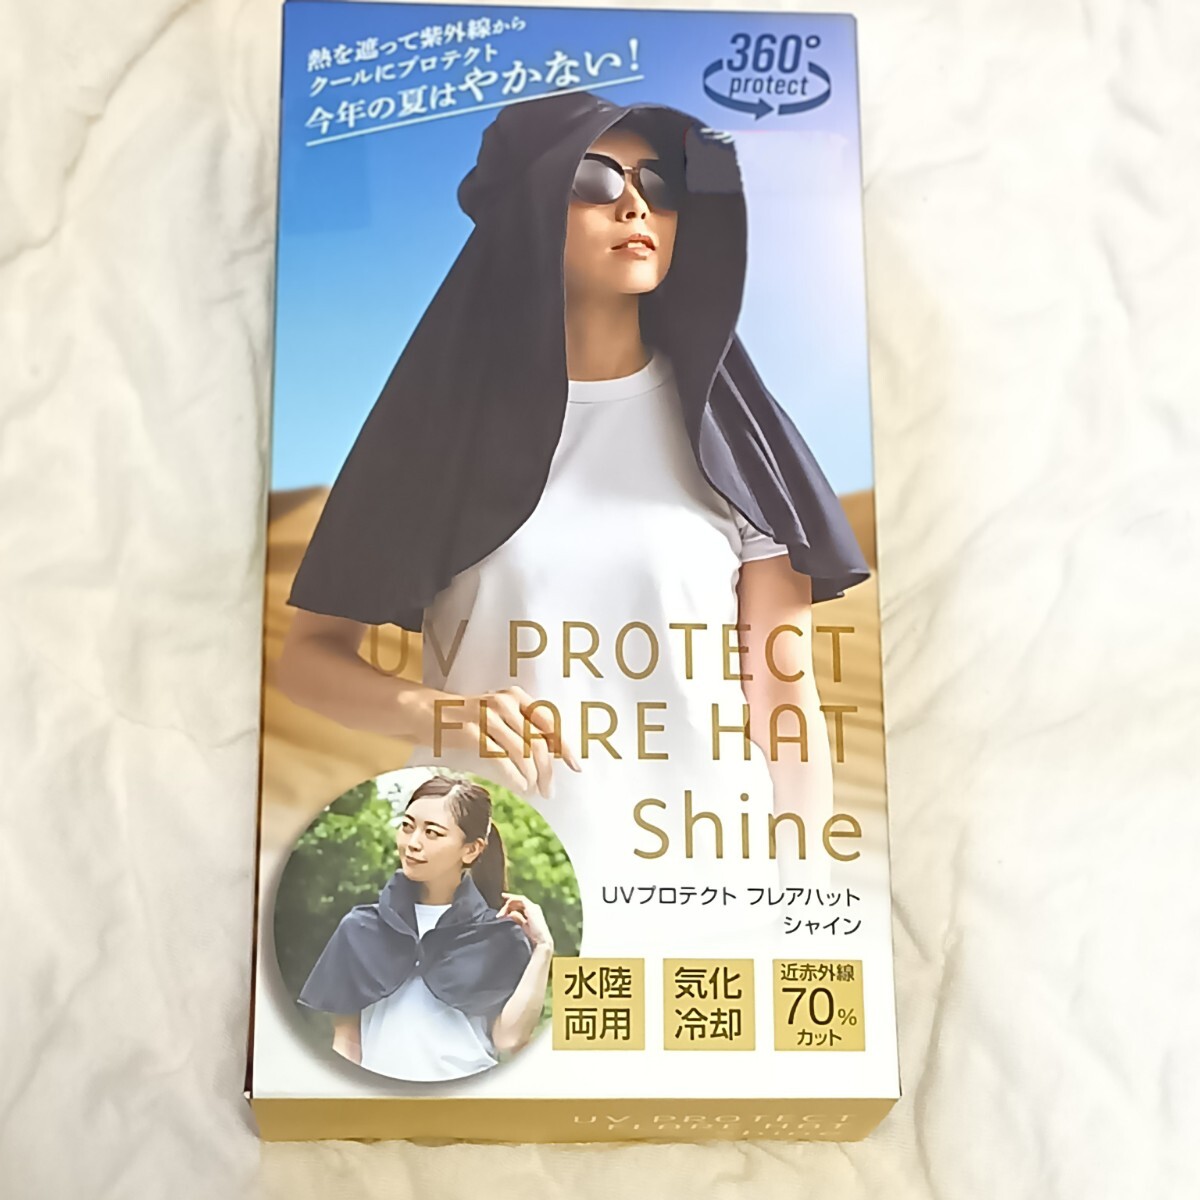 熱を遮って紫外線から
クールにプロテクト
今年の夏はやかない!
360°
protect
UV PROTECT
FLARE HAT
Shine
UVプロテクト フレアハット
シャイン
水陸
両用
気化
冷却
近赤外線
70%
カット
UV PROTECT
FLARE HAT